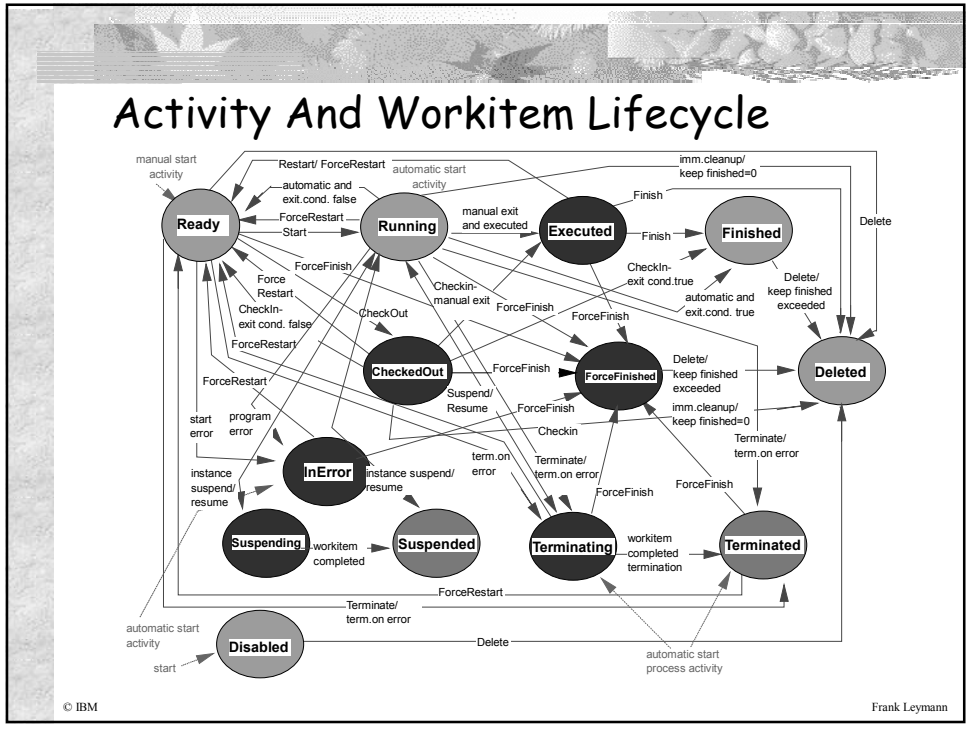 Activity And Workitem Lifecycle
manual start
activity
Restart/ ForceRestart
automatic start
activity
imm.cleanup/
keep finished=0
automatic and
exit.cond. false
Finish
Delete
Ready
ForceRestart
Start
Running
manual exit
and executed
Executed
Finish
Finished
ForceFinish
Force
Restart
CheckIn-
exit cond. false
Checkin-
manual exit
CheckIn-
exit cond.true
Delete/
keep finished
exceeded
automatic and
exit.cond. true
ForceFinish
ForceFinish
CheckOut
ForceRestart
CheckedOut
ForceFinish
ForceFinished
Delete/
keep finished
exceeded
Deleted
ForceRestart
Suspend/
Resume
ForceFinish
imm.cleanup/
keep finished=0
start
error
program
error
Checkin
Terminate/
term.on error
term.on
error
Terminate/
term.on error
InError
instance
suspend/
resume
instance suspend/
resume
ForceFinish
ForceFinish
Suspending
workitem
completed
Suspended
Terminating
workitem
completed
termination
Terminated
ForceRestart
Terminate/
term.on error
automatic start
activity
Disabled
start
Delete
automatic start
process activity
© IBM
Frank Leymann